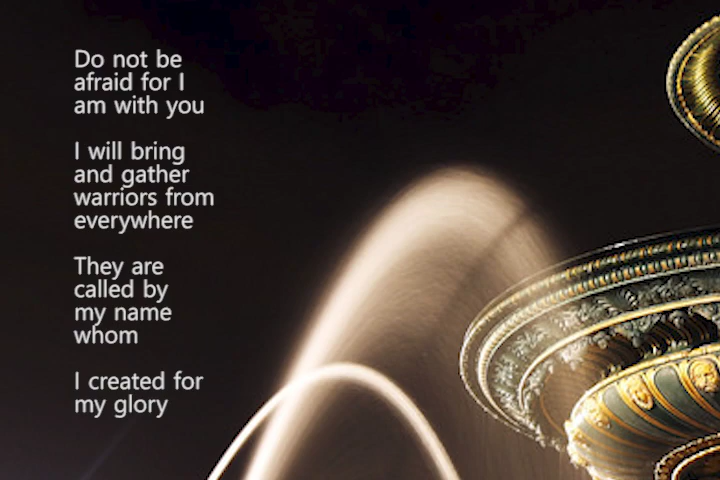 Do not be
afraid for I
am with you
I will bring
and gather
warriors from
everywhere
They are
called by
my name
whom
I created for
my glory